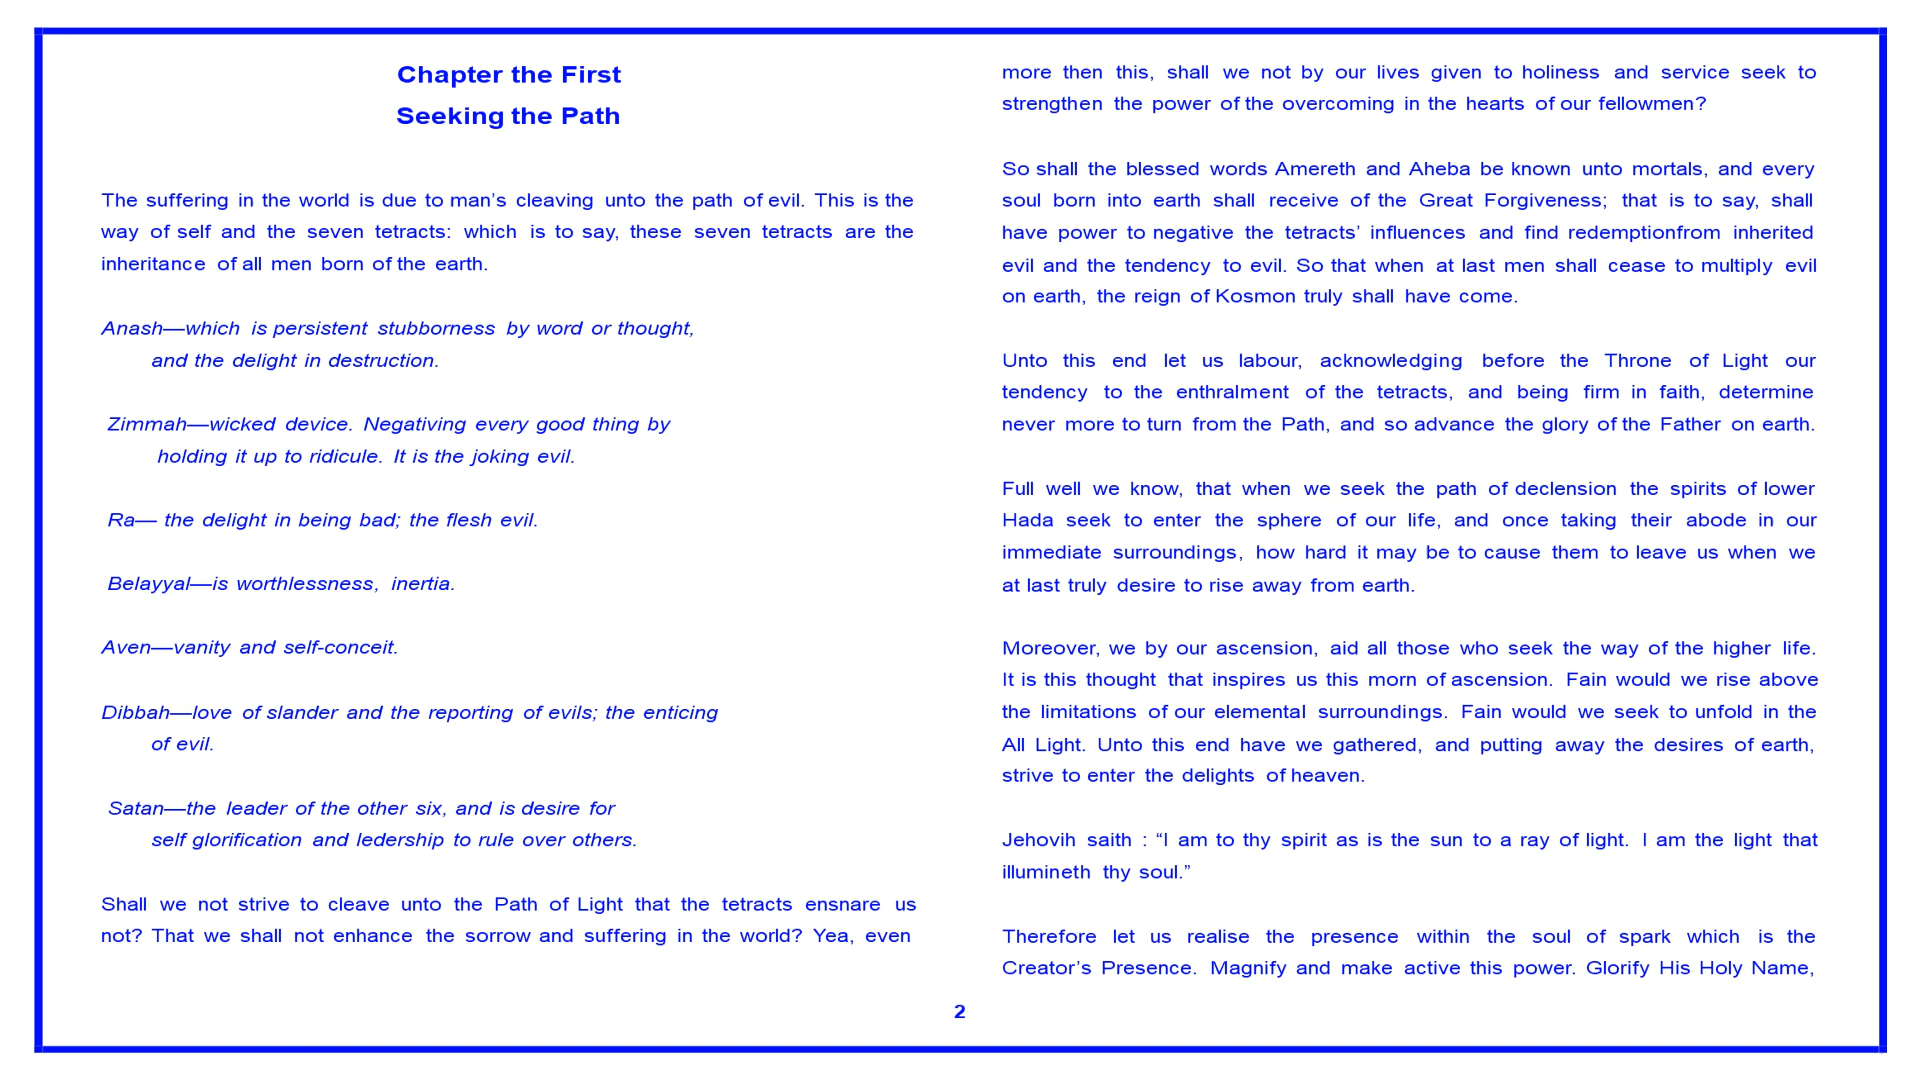 Chapter the First
Seeking the Path
The suffering in the world is due to man’s cleaving unto the path of evil. This is the
way of self and the seven tetracts: which is to say, these seven tetracts are the
inheritance of all men born of the earth.
Anash—which is persistent stubborness by word or thought,
and the delight in destruction.
Zimmah—wicked device. Negativing every good thing by
holding it up to ridicule. It is the joking evil.
Ra— the delight in being bad; the flesh evil.
Belayyal—is worthlessness, inertia.
Aven—vanity and self-conceit.
Dibbah—love of slander and the reporting of evils; the enticing
of evil.
Satan—the leader of the other six, and is desire for
self glorification and ledership to rule over others.
Shall we not strive to cleave unto the Path of Light that the tetracts ensnare us
not? That we shall not enhance the sorrow and suffering in the world? Yea, even
more then this, shall we not by our lives given to holiness and service seek to
strengthen the power of the overcoming in the hearts of our fellowmen?
So shall the blessed words Amereth and Aheba be known unto mortals, and every
soul born into earth shall receive of the Great Forgiveness; that is to say, shall
have power to negative the tetracts’ influences and find redemptionfrom inherited
evil and the tendency to evil. So that when at last men shall cease to multiply evil
on earth, the reign of Kosmon truly shall have come.
Unto this end let us labour, acknowledging before the Throne of Light our
tendency to the enthralment of the tetracts, and being firm in faith, determine
never more to turn from the Path, and so advance the glory of the Father on earth.
Full well we know, that when we seek the path of declension the spirits of lower
Hada seek to enter the sphere of our life, and once taking their abode in our
immediate surroundings, how hard it may be to cause them to leave us when we
at last truly desire to rise away from earth.
Moreover, we by our ascension, aid all those who seek the way of the higher life.
It is this thought that inspires us this morn of ascension. Fain would we rise above
the limitations of our elemental surroundings. Fain would we seek to unfold in the
All Light. Unto this end have we gathered, and putting away the desires of earth,
strive to enter the delights of heaven.
Jehovih saith : “I am to thy spirit as is the sun to a ray of light. I am the light that
illumineth thy soul.”
Therefore let us realise the presence within the soul of spark which is the
Creator’s Presence. Magnify and make active this power. Glorify His Holy Name,
2